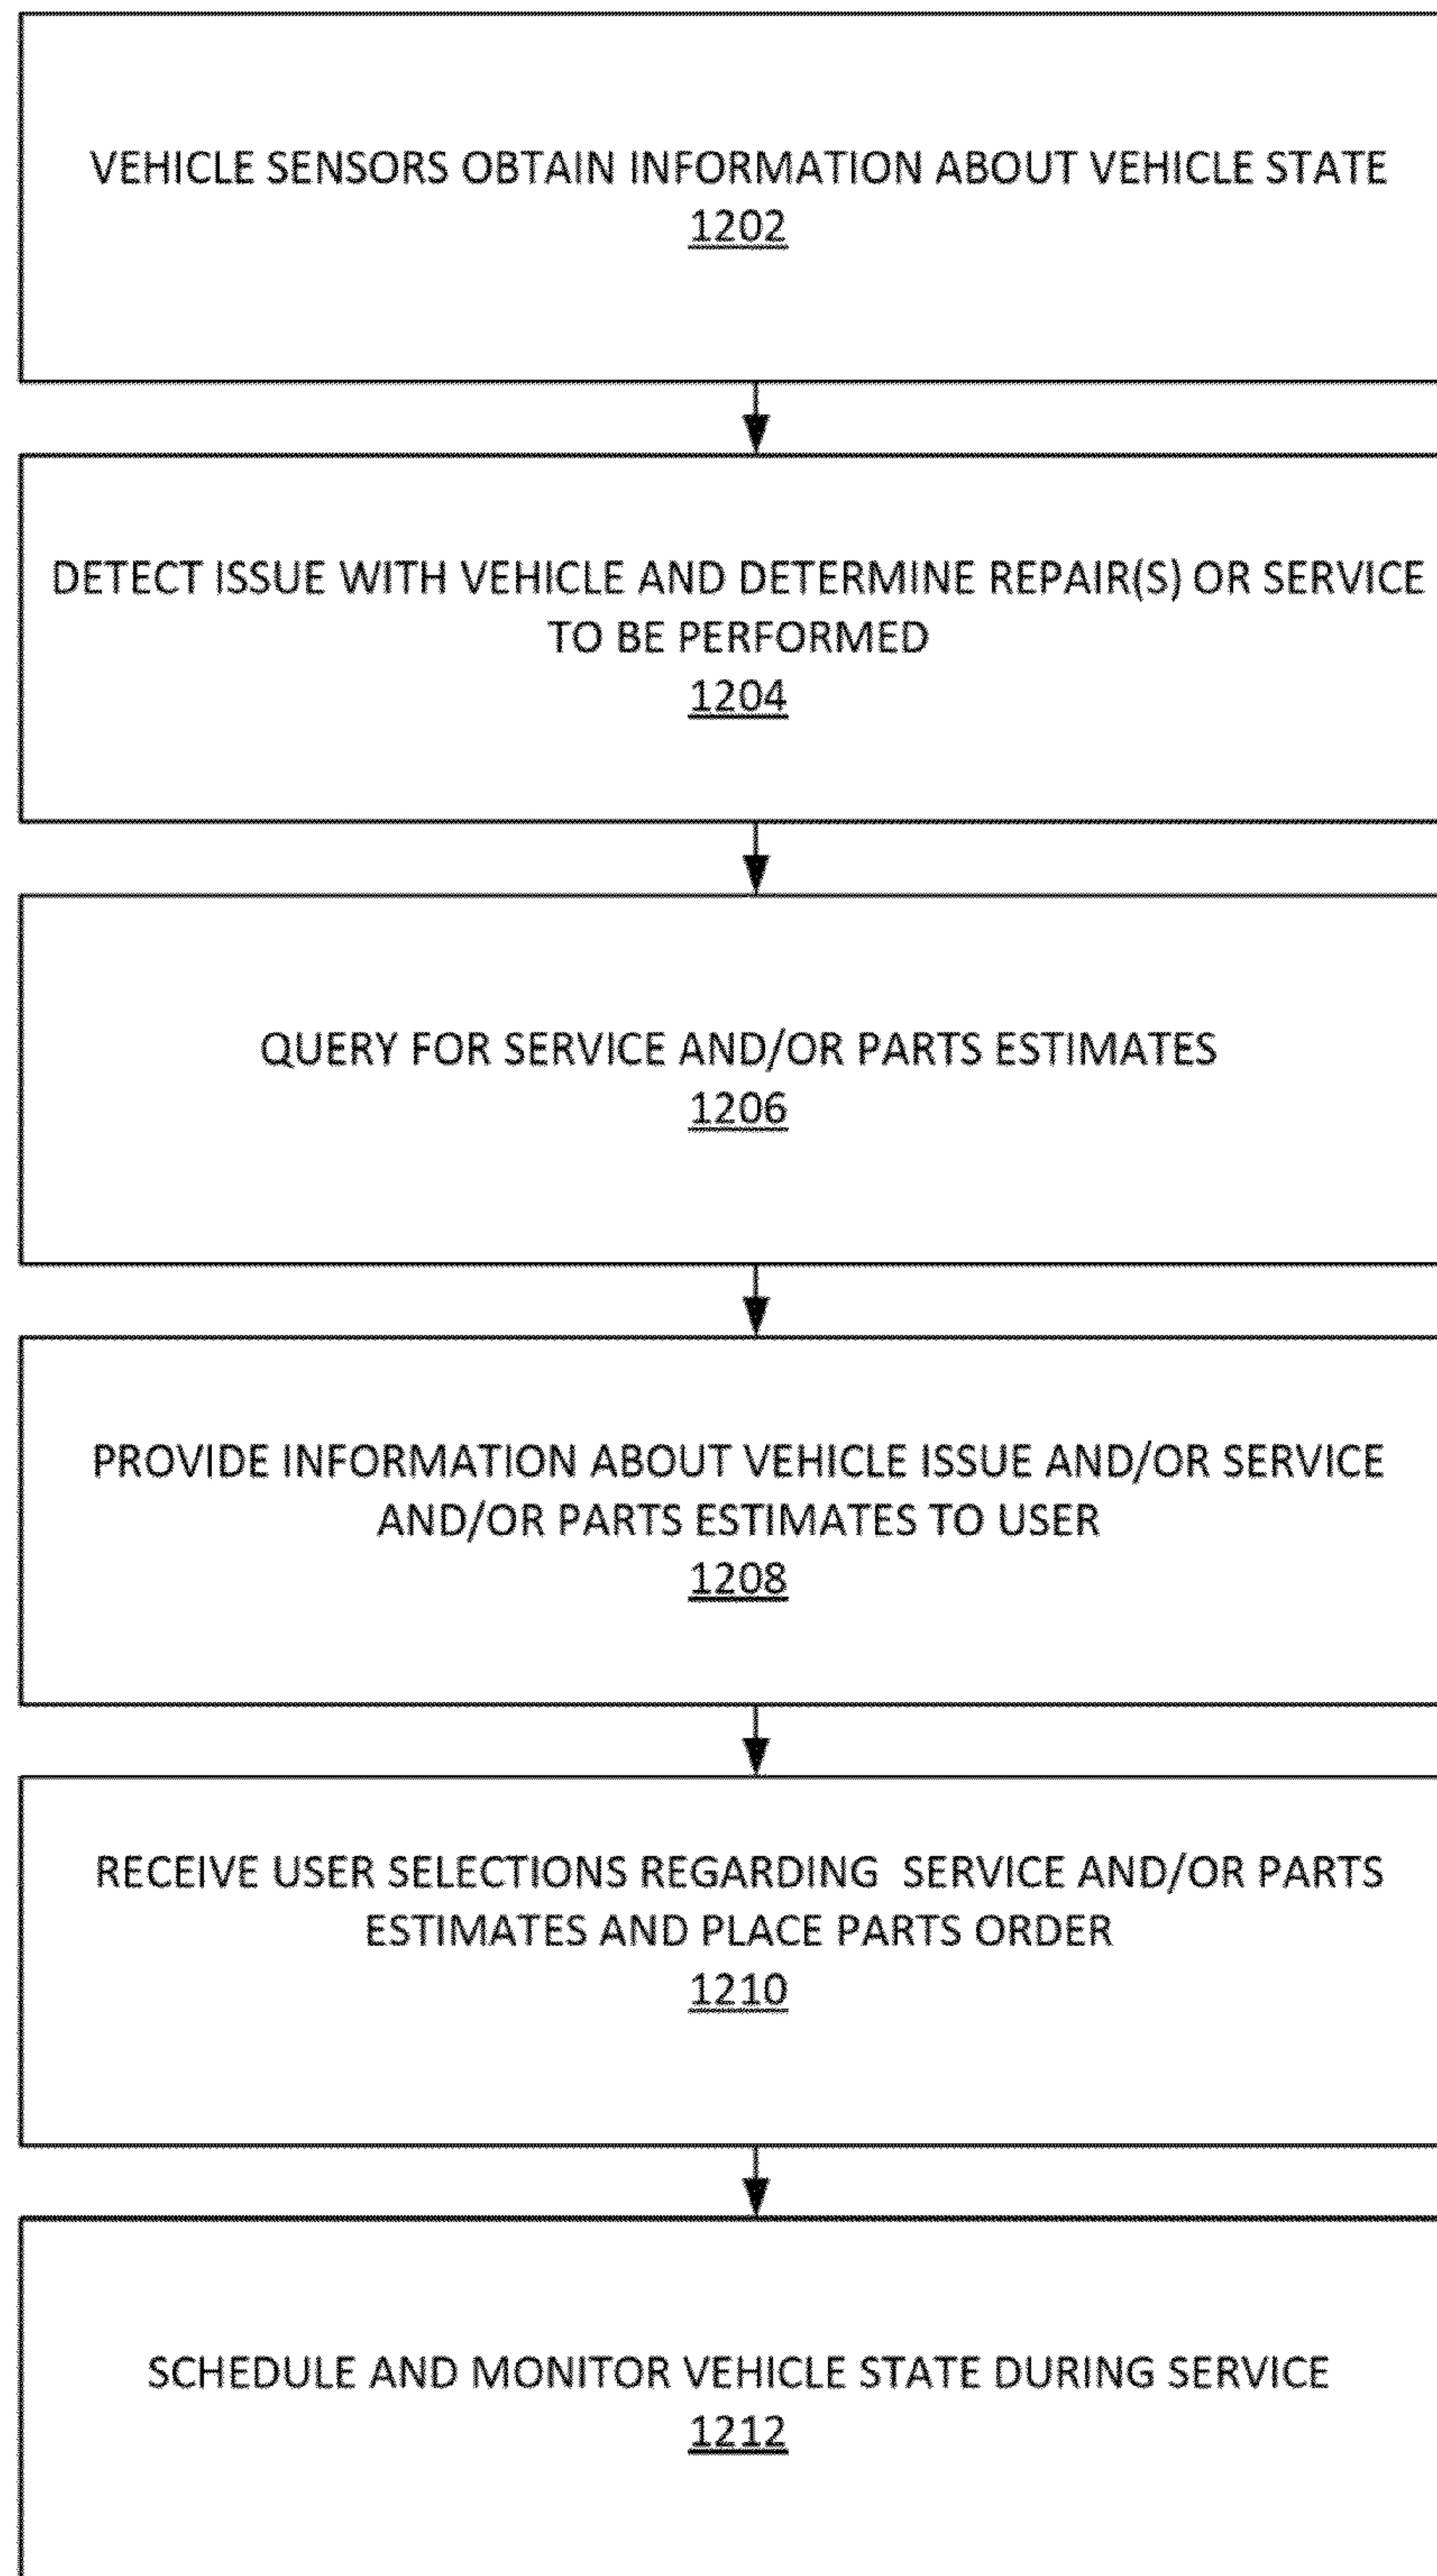 VEHICLE SENSORS OBTAIN INFORMATION ABOUT VEHICLE STATE
1202
DETECT ISSUE WITH VEHICLE AND DETERMINE REPAIR(S) OR SERVICE
TO BE PERFORMED
1204
QUERY FOR SERVICE AND/OR PARTS ESTIMATES
1206
PROVIDE INFORMATION ABOUT VEHICLE ISSUE AND/OR SERVICE
AND/OR PARTS ESTIMATES TO USER
1208
RECEIVE USER SELECTIONS REGARDING  SERVICE AND/OR PARTS
ESTIMATES AND PLACE PARTS ORDER
1210
SCHEDULE AND MONITOR VEHICLE STATE DURING SERVICE
1212